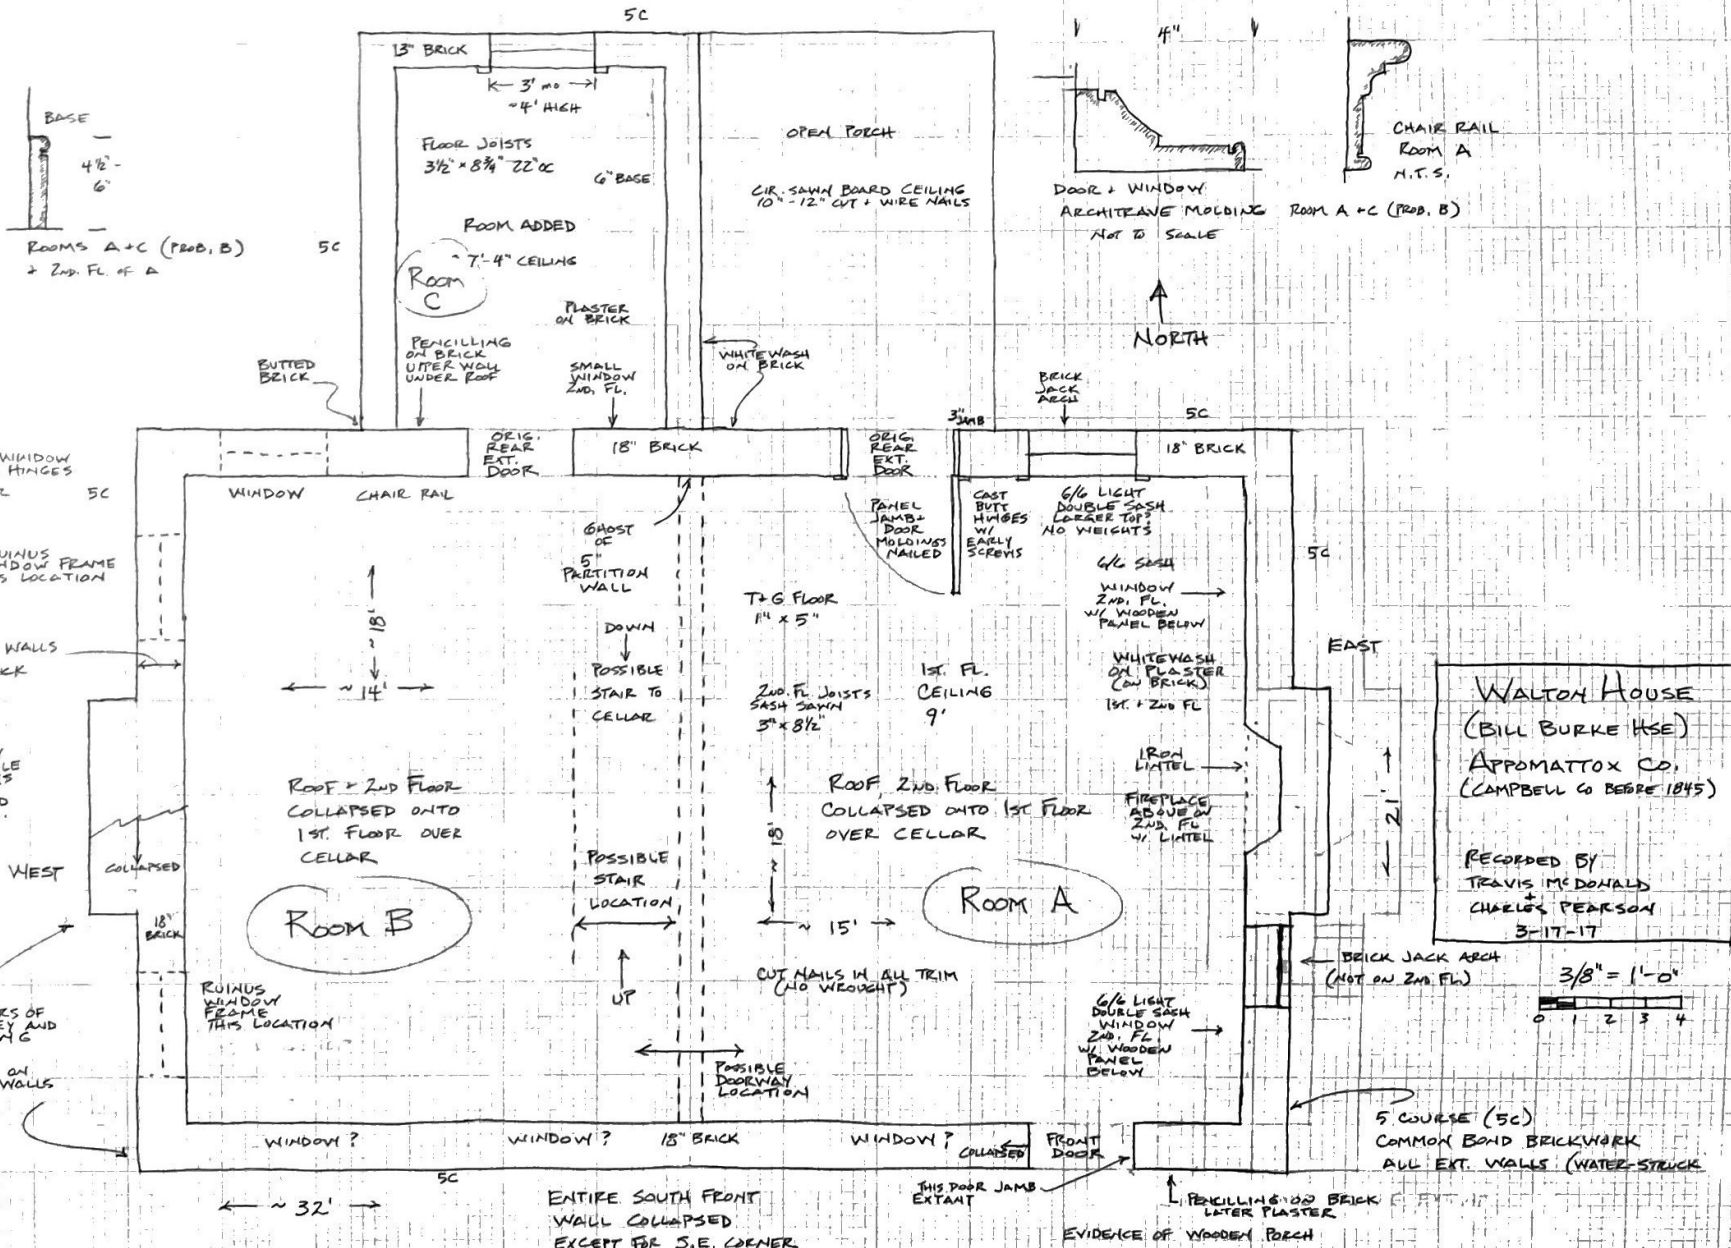 5C
13" BRICK
3' MO
~4' HIGH
FLOOR JOISTS
3½" × 8¾" 22" OC
6" BASE
ROOM ADDED
~ 7'-4" CEILING
ROOM
C
PLASTER
ON BRICK
PENCILLING
ON BRICK
UPPER WALL
UNDER ROOF
SMALL
WINDOW
2ND. FL.
BUTTED
BRICK
5C
BASE
4½" -
6"
ROOMS A + C (PROB. B)
+ 2ND. FL. OF A
OPEN PORCH
CIR. SAWN BOARD CEILING
10" - 12" CUT + WIRE NAILS
WHITEWASH
ON BRICK
4"
DOOR + WINDOW
ARCHITRAVE MOLDING ROOM A + C (PROB. B)
NOT TO SCALE
CHAIR RAIL
ROOM A
N.T.S.
NORTH
BRICK
JACK
ARCH
3"
JAMB
5C
ORIG.
REAR
EXT.
DOOR
18" BRICK
ORIG.
REAR
EXT.
DOOR
18" BRICK
WINDOW
HINGES
5C
WINDOW
CHAIR RAIL
GHOST
OF
5"
PARTITION
WALL
PANEL
JAMB +
DOOR
MOLDINGS
NAILED
CAST
BUTT
HINGES
W/
EARLY
SCREWS
6/6 LIGHT
DOUBLE SASH
LARGER TOP?
NO WEIGHTS
5C
RUINUS
WINDOW FRAME
THIS LOCATION
6/6 SASH
WINDOW
2ND. FL.
W/ WOODEN
PANEL BELOW
~ 18'
~ 14'
DOWN
POSSIBLE
STAIR TO
CELLAR
T+G FLOOR
1" × 5"
2ND. FL JOISTS
SASH SAWN
3" × 8½"
1ST. FL.
CEILING
9'
WHITEWASH
ON PLASTER
(ON BRICK)
1ST. + 2ND FL
EAST
WALLS
IRON
LINTEL
FIREPLACE
ABOVE ON
2ND. FL
W/ LINTEL
21'
ROOF + 2ND FLOOR
COLLAPSED ONTO
1ST. FLOOR OVER
CELLAR
ROOF, 2ND. FLOOR
COLLAPSED ONTO 1ST FLOOR
OVER CELLAR
~ 18'
POSSIBLE
STAIR
LOCATION
WEST
COLLAPSED
18"
BRICK
ROOM B
ROOM A
~ 15'
UP
CUT NAILS IN ALL TRIM
(NO WROUGHT)
RUINUS
WINDOW
FRAME
THIS LOCATION
6/6 LIGHT
DOUBLE SASH
WINDOW
2ND. FL
W/ WOODEN
PANEL
BELOW
POSSIBLE
DOORWAY
LOCATION
BRICK JACK ARCH
(NOT ON 2ND FL.)
WALTON HOUSE
(BILL BURKE HSE)
APPOMATTOX CO.
(CAMPBELL CO BEFORE 1845)
RECORDED BY
TRAVIS MCDONALD
+
CHARLES PEARSON
3-17-17
3/8" = 1'-0"
0 1 2 3 4
ON
WALLS
WINDOW ?
WINDOW ?
18" BRICK
WINDOW ?
COLLAPSED
FRONT
DOOR
5 COURSE (5C)
COMMON BOND BRICKWORK
ALL EXT. WALLS (WATER-STRUCK
5C
~ 32'
ENTIRE SOUTH FRONT
WALL COLLAPSED
EXCEPT FOR S.E. CORNER
THIS DOOR JAMB
EXTANT
PENCILLING ON BRICK
LATER PLASTER
EVIDENCE OF WOODEN PORCH